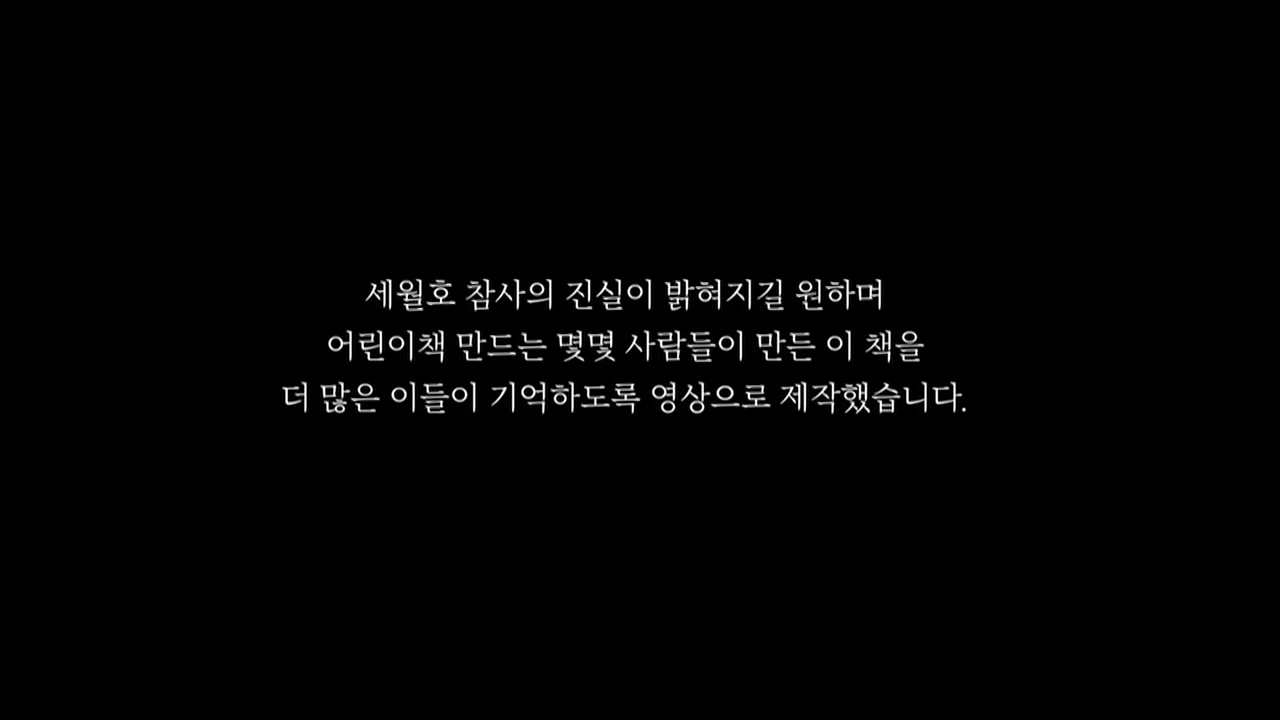 세월호 참사의 진실이 밝혀지길 원하며
어린이책 만드는 몇몇 사람들이 만든 이 책을
더 많은 이들이 기억하도록 영상으로 제작했습니다.